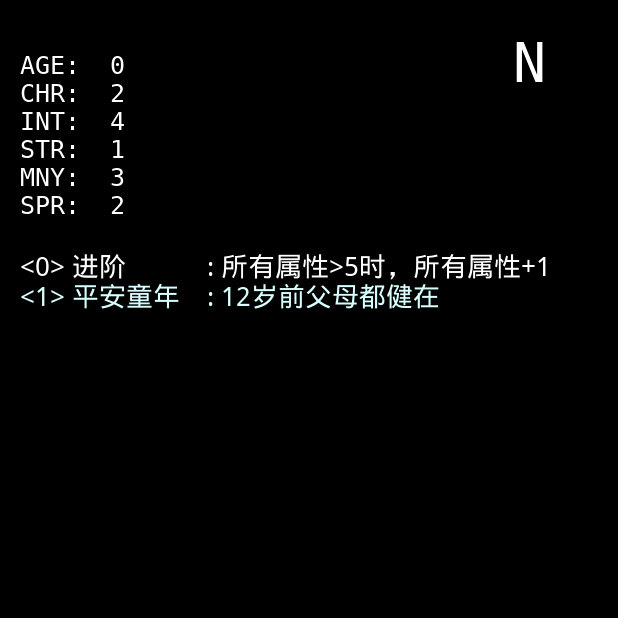 N
AGE: 0
CHR: 2
INT: 4
STR: 1
MNY: 3
SPR: 2
<0> 进阶 : 所有属性>5时，所有属性+1
<1> 平安童年 : 12岁前父母都健在